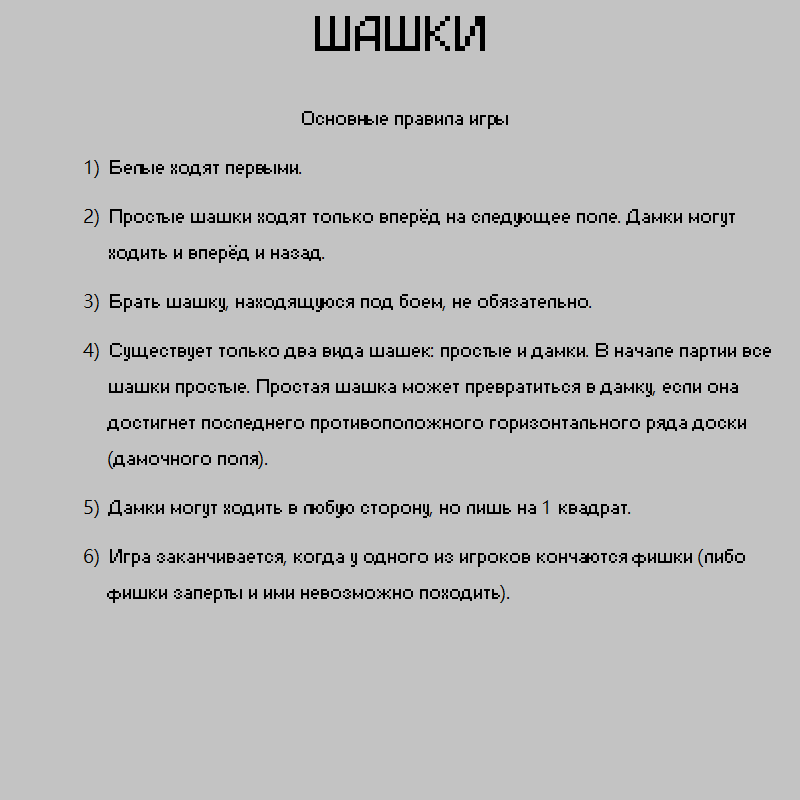 ШАШКИ
Основные правила игры
1) Белые ходят первыми.
2) Простые шашки ходят только вперёд на следующее поле. Дамки могут
ходить и вперёд и назад.
3) Брать шашку, находящуюся под боем, не обязательно.
4) Существует только два вида шашек: простые и дамки. В начале партии все
шашки простые. Простая шашка может превратиться в дамку, если она
достигнет последнего противоположного горизонтального ряда доски
(дамочного поля).
5) Дамки могут ходить в любую сторону, но лишь на 1 квадрат.
6) Игра заканчивается, когда у одного из игроков кончаются фишки (либо
фишки заперты и ими невозможно походить).